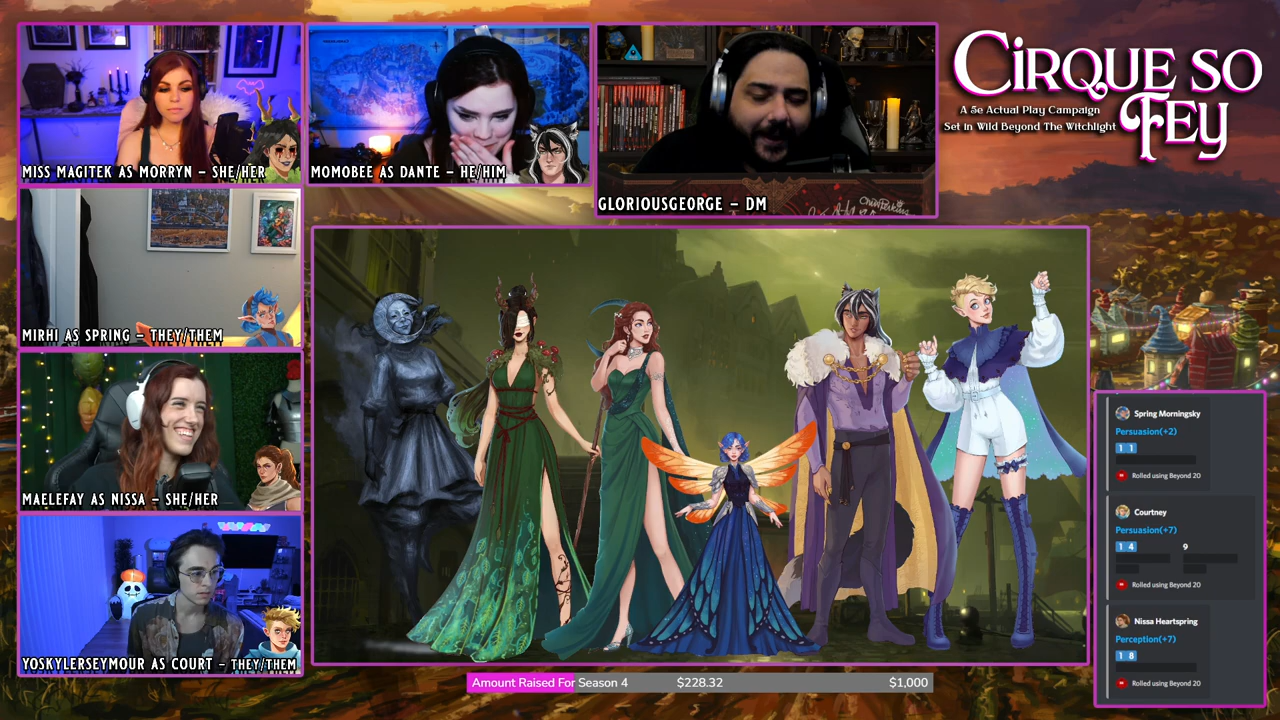 CIRQUE SO
FEY
A 5e Actual Play Campaign
Set in Wild Beyond The Witchlight
MISS MAGITEK AS MORRYN - SHE/HER
MOMOBEE AS DANTE - HE/HIM
GLORIOUSGEORGE - DM
MIRHI AS SPRING - THEY/THEM
MAELEFAY AS NISSA - SHE/HER
YOSKYLERSEYMOUR AS COURT - THEY/THEM
Spring Morningsky
Persuasion(+2)
1 1
Rolled using Beyond 20
Courtney
Persuasion(+7)
1 4
9
Rolled using Beyond 20
Nissa Heartspring
Perception(+7)
1 8
Rolled using Beyond 20
Amount Raised For Season 4 $228.32 $1,000